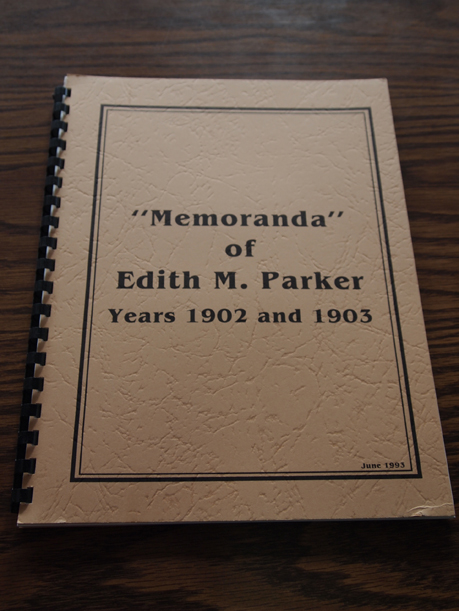 "Memoranda"
of
Edith M. Parker
Years 1902 and 1903
June 1993